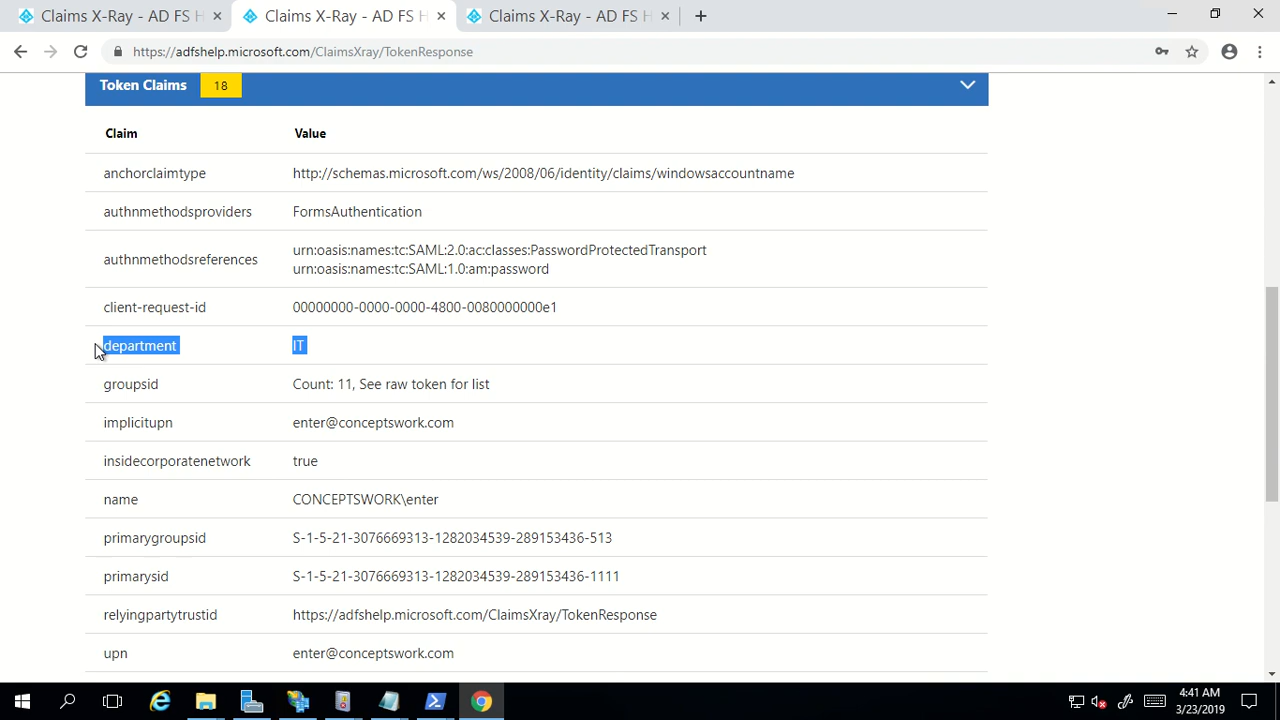 Claims X-Ray - AD FS H
Claims X-Ray - AD FS H
Claims X-Ray - AD FS H
https://adfshelp.microsoft.com/ClaimsXray/TokenResponse
Token Claims 18
Claim Value
anchorclaimtype http://schemas.microsoft.com/ws/2008/06/identity/claims/windowsaccountname
authnmethodsproviders FormsAuthentication
authnmethodsreferences urn:oasis:names:tc:SAML:2.0:ac:classes:PasswordProtectedTransport
urn:oasis:names:tc:SAML:1.0:am:password
client-request-id 00000000-0000-0000-4800-0080000000e1
department IT
groupsid Count: 11, See raw token for list
implicitupn enter@conceptswork.com
insidecorporatenetwork true
name CONCEPTSWORK\enter
primarygroupsid S-1-5-21-3076669313-1282034539-289153436-513
primarysid S-1-5-21-3076669313-1282034539-289153436-1111
relyingpartytrustid https://adfshelp.microsoft.com/ClaimsXray/TokenResponse
upn enter@conceptswork.com
4:41 AM
3/23/2019